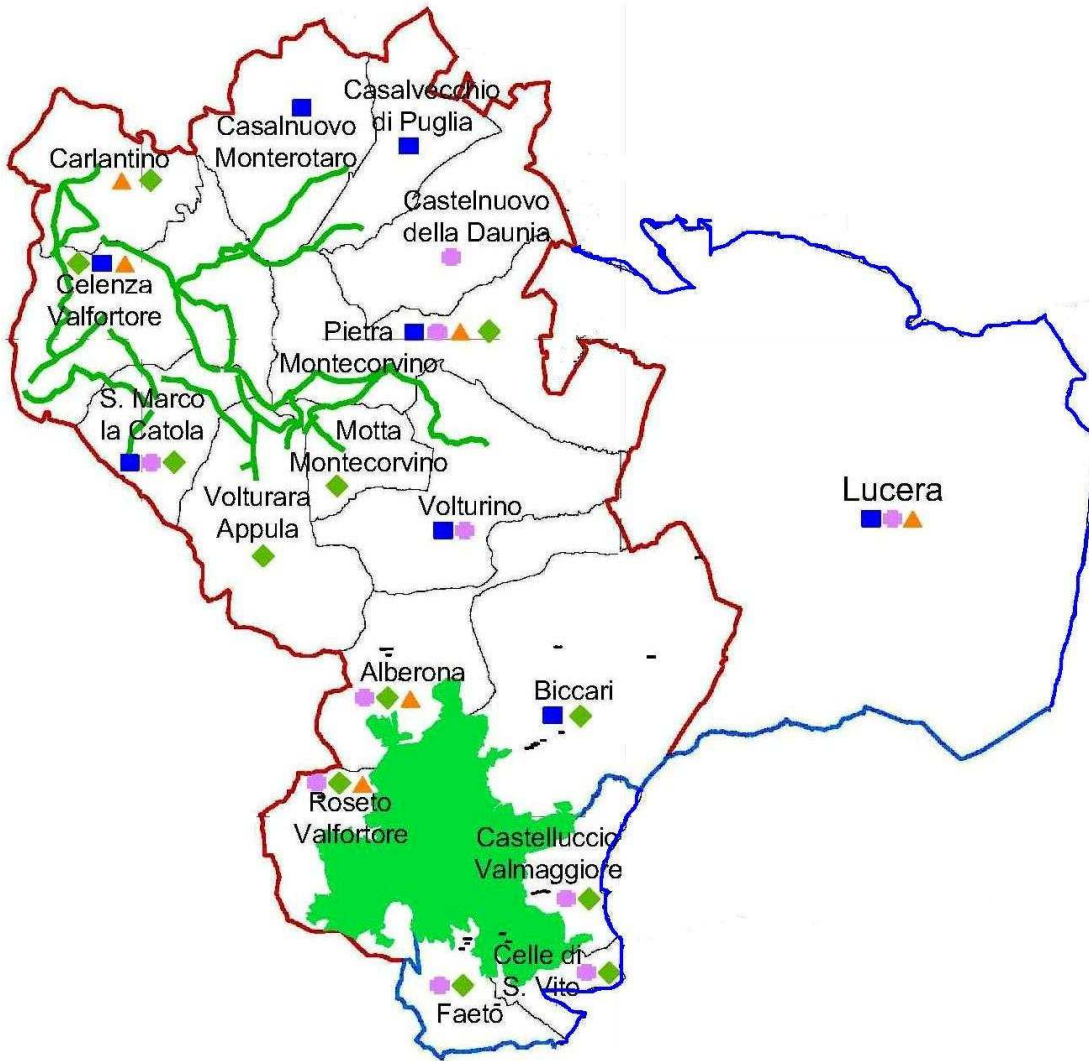 Casalvecchio
di Puglia
Casalnuovo
Monterotaro
Carlantino
Castelnuovo
della Daunia
Celenza
Valfortore
Pietra
Montecorvino
S. Marco
la Catola
Motta
Montecorvino
Volturara
Appula
Volturino
Lucera
Alberona
Biccari
Roseto
Valfortore
Castelluccio
Valmaggiore
Celle di
S. Vito
Faeto